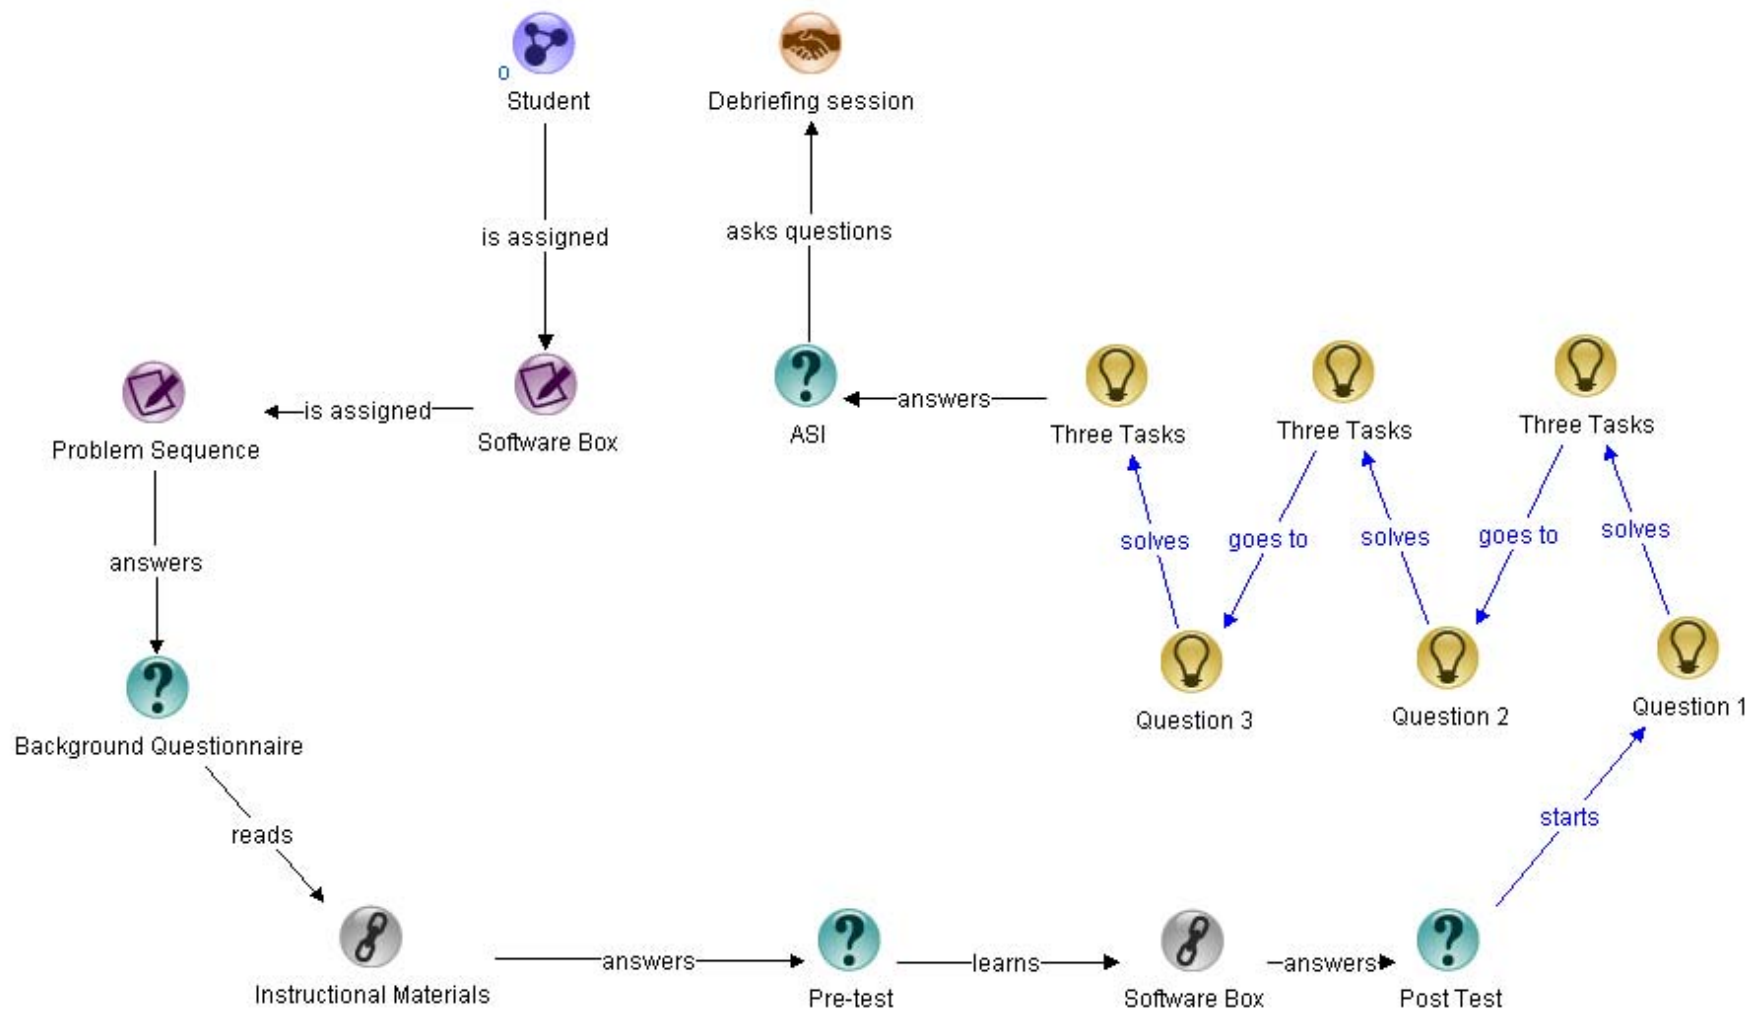 0
Student
Debriefing session
is assigned
asks questions
Problem Sequence
is assigned
Software Box
ASI
answers
Three Tasks
Three Tasks
Three Tasks
answers
solves
goes to
solves
goes to
solves
Background Questionnaire
Question 3
Question 2
Question 1
reads
starts
Instructional Materials
answers
Pre-test
learns
Software Box
answers
Post Test